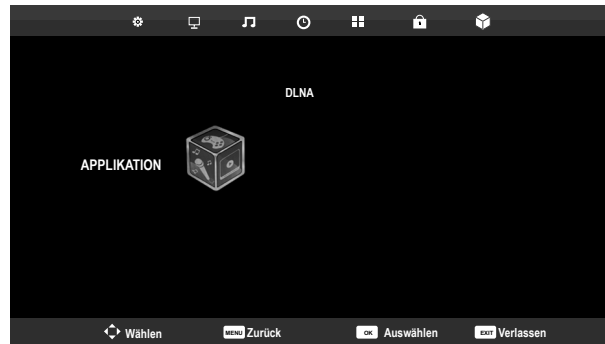 DLNA
APPLIKATION
Wählen MENU Zurück OK Auswählen EXIT Verlassen